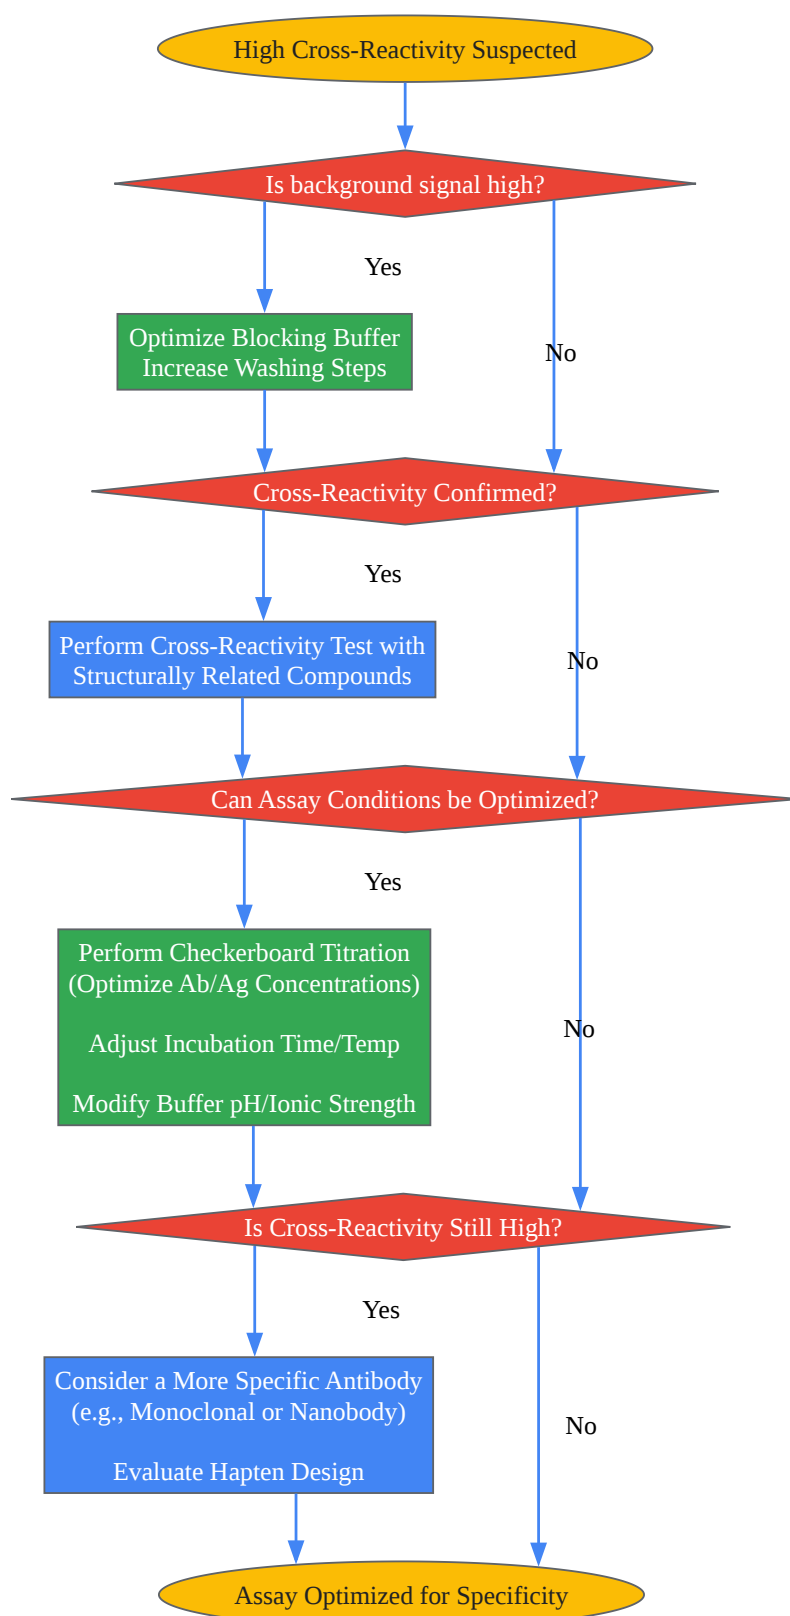 High Cross-Reactivity Suspected
Is background signal high?
Yes
Optimize Blocking Buffer
Increase Washing Steps
No
Cross-Reactivity Confirmed?
Yes
Perform Cross-Reactivity Test with
Structurally Related Compounds
No
Can Assay Conditions be Optimized?
Yes
Perform Checkerboard Titration
(Optimize Ab/Ag Concentrations)
Adjust Incubation Time/Temp
Modify Buffer pH/Ionic Strength
No
Is Cross-Reactivity Still High?
Yes
Consider a More Specific Antibody
(e.g., Monoclonal or Nanobody)
Evaluate Hapten Design
No
Assay Optimized for Specificity